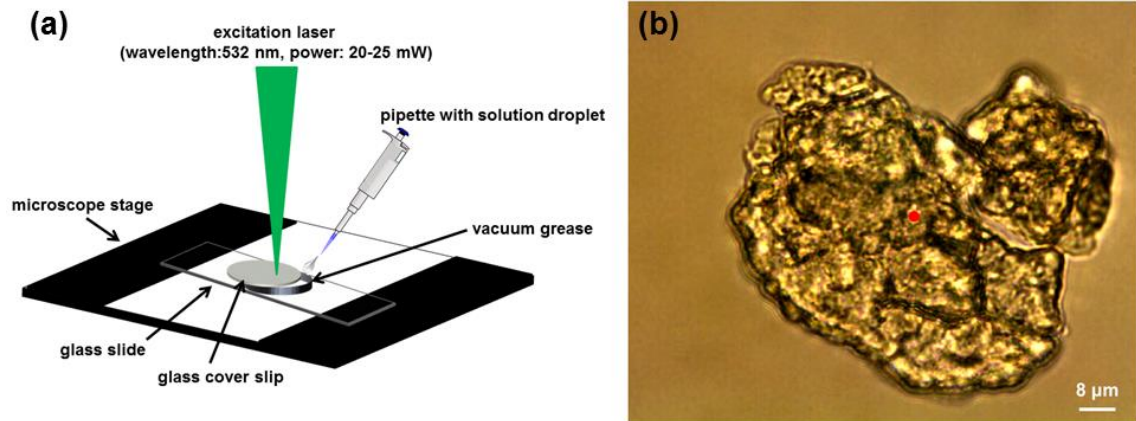 (a)
excitation laser
(wavelength:532 nm, power: 20-25 mW)
pipette with solution droplet
microscope stage
vacuum grease
glass slide
glass cover slip
(b)
8 µm